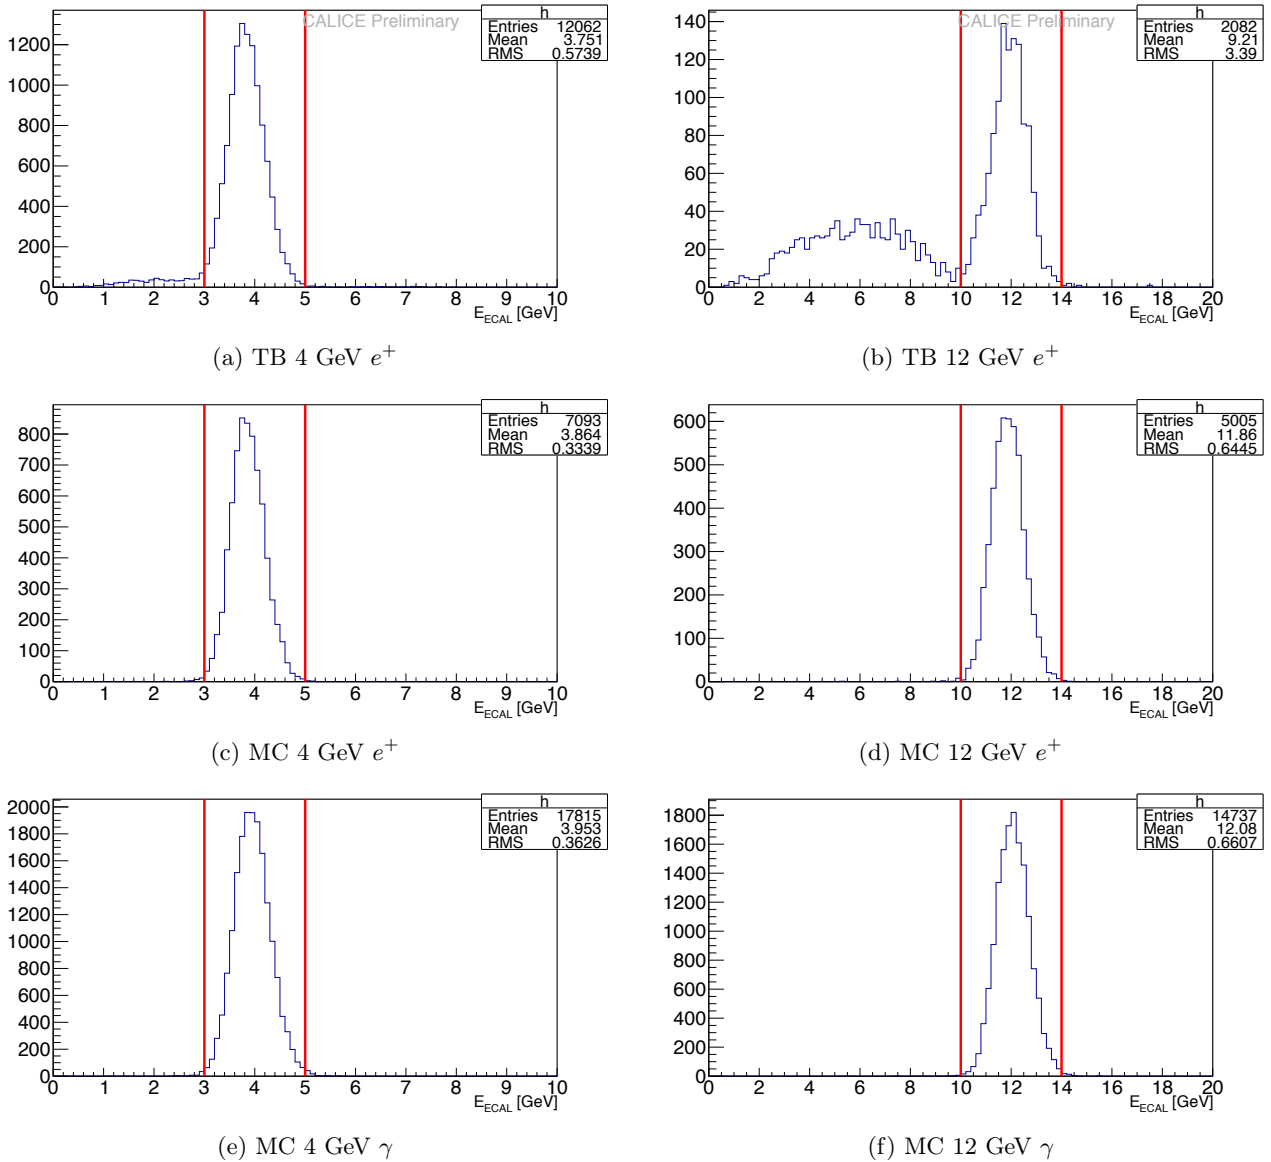 CALICE Preliminary
h
Entries 12062
Mean 3.751
RMS 0.5739
1200
1000
800
600
400
200
0
0 1 2 3 4 5 6 7 8 9 10
E_ECAL [GeV]
(a) TB 4 GeV e⁺
CALICE Preliminary
h
Entries 2082
Mean 9.21
RMS 3.39
140
120
100
80
60
40
20
0
0 2 4 6 8 10 12 14 16 18 20
E_ECAL [GeV]
(b) TB 12 GeV e⁺
h
Entries 7093
Mean 3.864
RMS 0.3339
800
700
600
500
400
300
200
100
0
0 1 2 3 4 5 6 7 8 9 10
E_ECAL [GeV]
(c) MC 4 GeV e⁺
h
Entries 5005
Mean 11.86
RMS 0.6445
600
500
400
300
200
100
0
0 2 4 6 8 10 12 14 16 18 20
E_ECAL [GeV]
(d) MC 12 GeV e⁺
h
Entries 17815
Mean 3.953
RMS 0.3626
2000
1800
1600
1400
1200
1000
800
600
400
200
0
0 1 2 3 4 5 6 7 8 9 10
E_ECAL [GeV]
(e) MC 4 GeV γ
h
Entries 14737
Mean 12.08
RMS 0.6607
1800
1600
1400
1200
1000
800
600
400
200
0
0 2 4 6 8 10 12 14 16 18 20
E_ECAL [GeV]
(f) MC 12 GeV γ